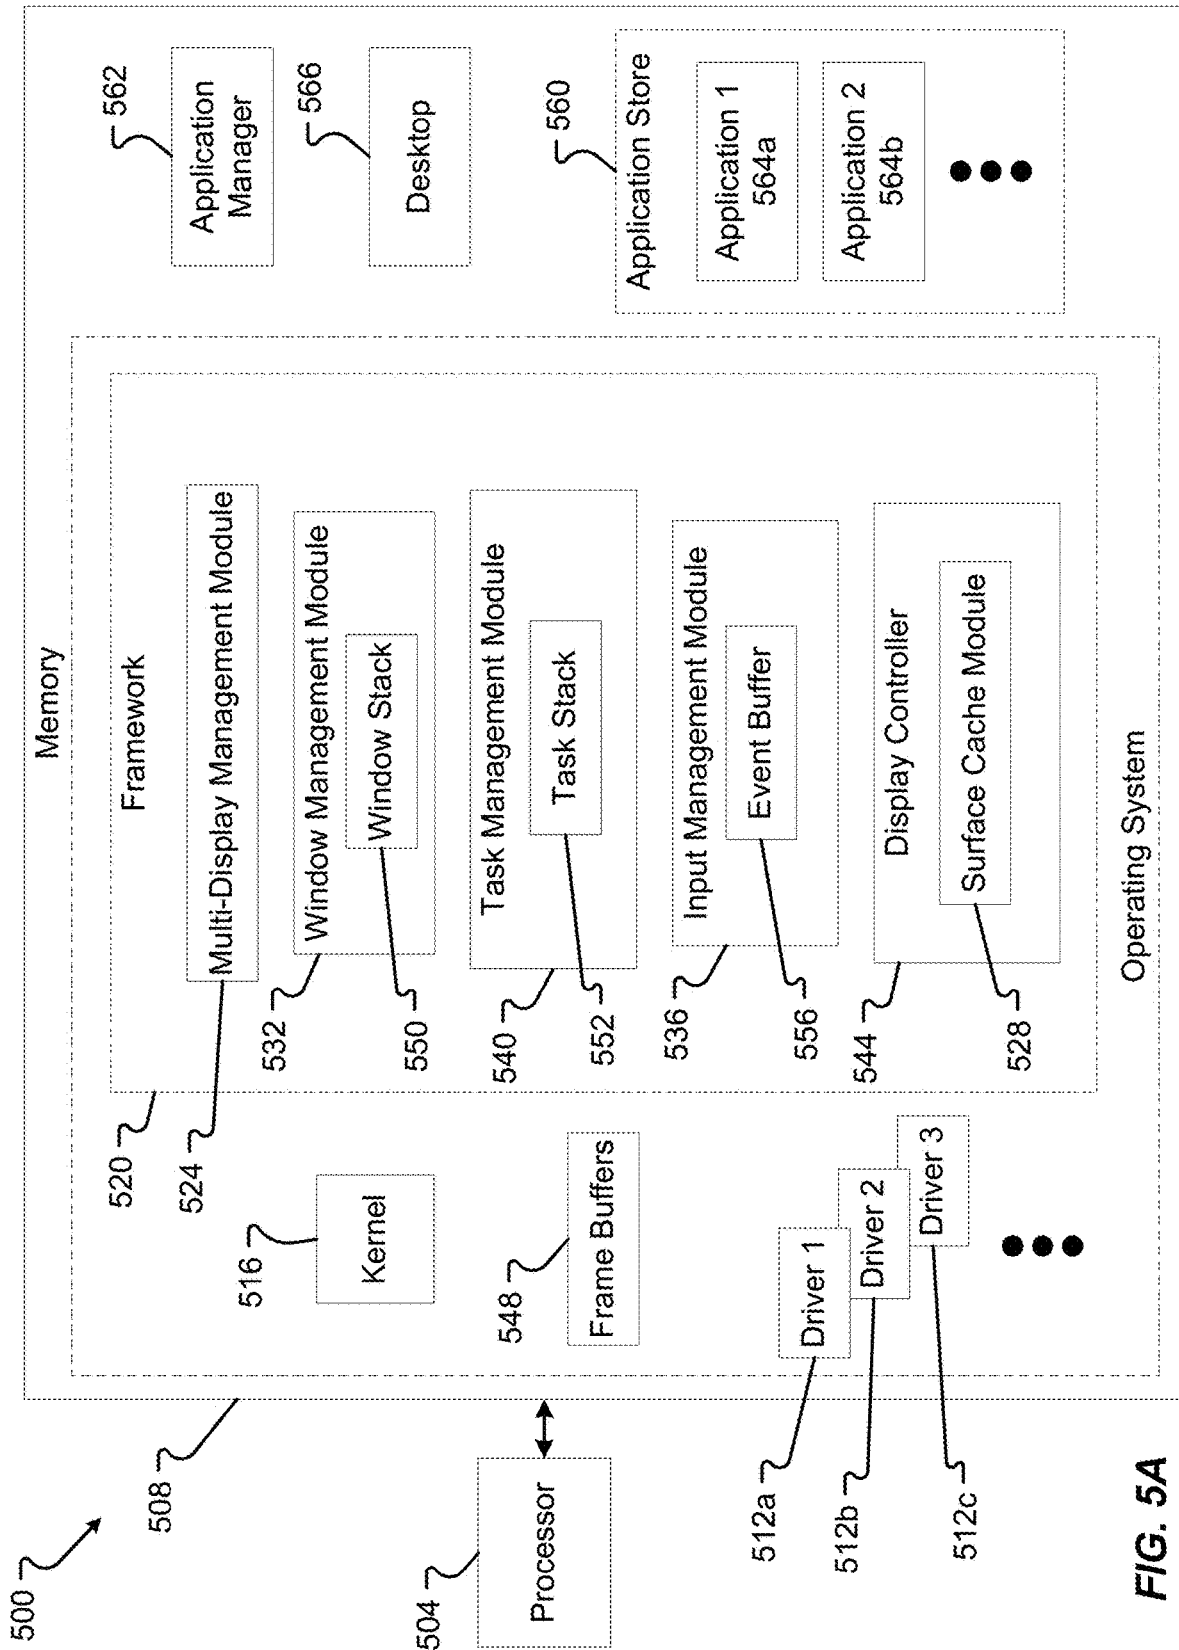 500
508
Memory
504
Processor
520
Framework
524
Multi-Display Management Module
532
Window Management Module
550
Window Stack
540
Task Management Module
552
Task Stack
536
Input Management Module
556
Event Buffer
544
Display Controller
528
Surface Cache Module
516
Kernel
548
Frame Buffers
Driver 1
Driver 2
Driver 3
512a
512b
512c
Operating System
562
Application
Manager
566
Desktop
560
Application Store
Application 1
564a
Application 2
564b
FIG. 5A